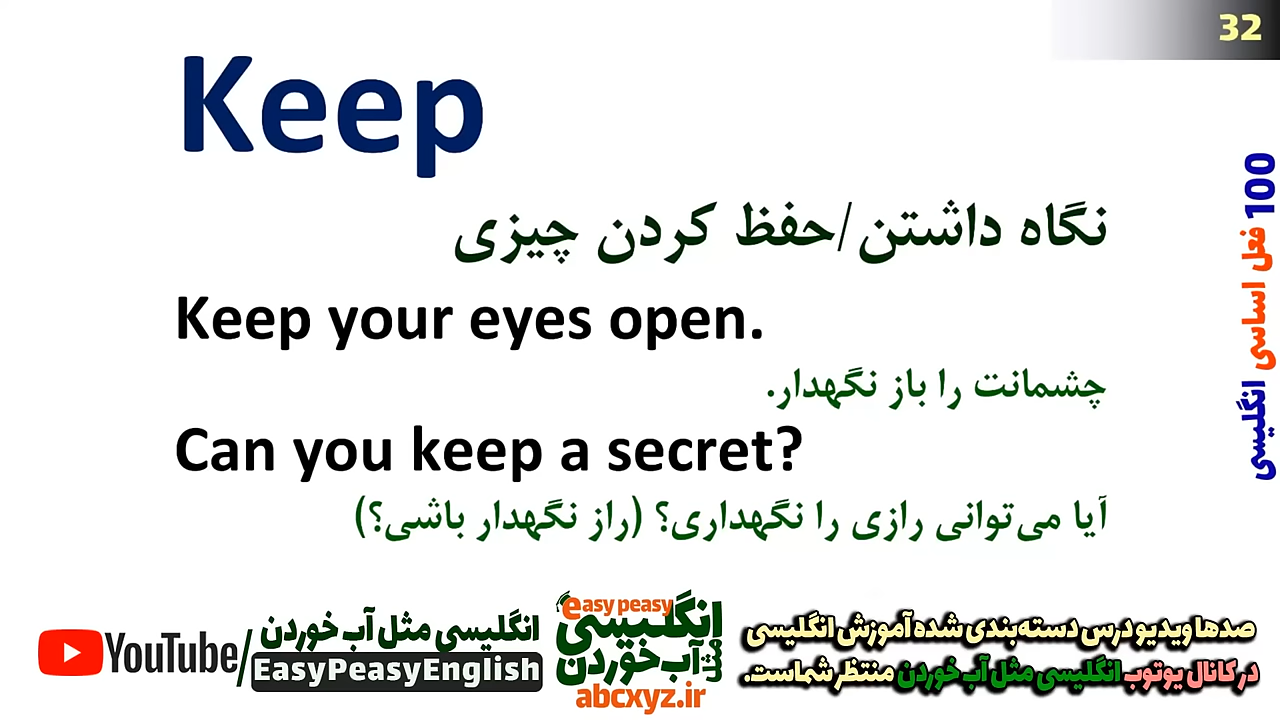 32
Keep
نگاه داشتن/حفظ کردن چیزی
Keep your eyes open.
چشمانت را باز نگهدار.
Can you keep a secret?
آیا می‌توانی رازی را نگهداری؟ (راز نگهدار باشی؟)
100 فعل اساسی انگلیسی
YouTube/
انگلیسی مثل آب خوردن
EasyPeasyEnglish
easy peasy
انگلیسی
مثل آب خوردن
abcxyz.ir
صدها ویدیو درس دسته‌بندی شده آموزش انگلیسی
در کانال یوتوب انگلیسی مثل آب خوردن منتظر شماست.